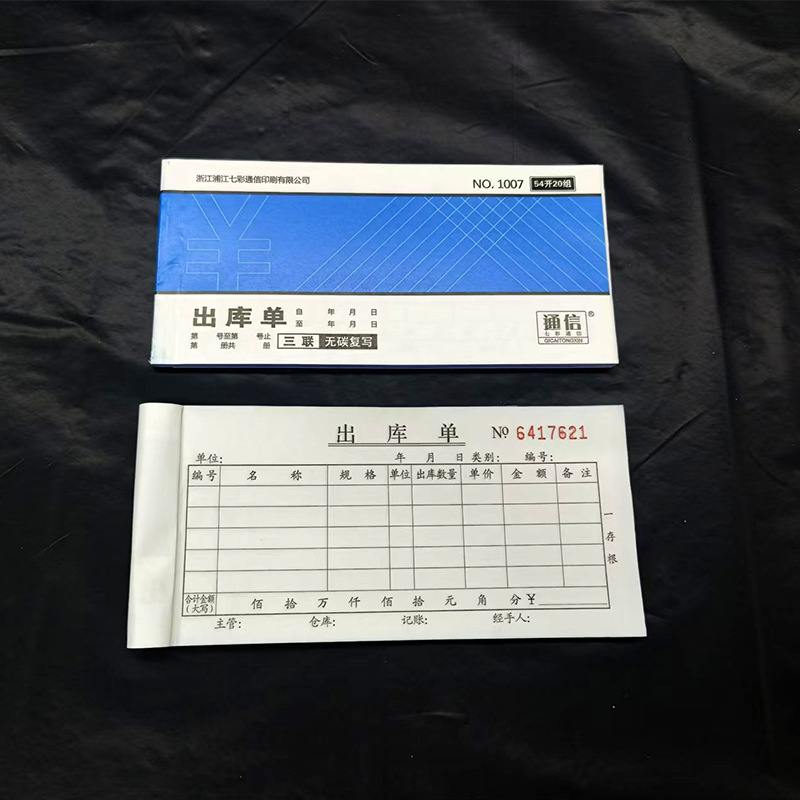 浙江浦江七彩通信印刷有限公司
NO. 1007 54开20组
出库单 自 年 月 日
至 年 月 日
第 号至第 号止
第 册共 册
三联 无碳复写
通信®
七彩通信
QICAITONGXIN
出 库 单 № 6417621
单位: 年 月 日 类别: 编号:
编号 名 称 规 格 单位 出库数量 单价 金 额 备注
一存根
合计金额(大写) 佰 拾 万 仟 佰 拾 元 角 分 ¥
主管: 仓库: 记账: 经手人: